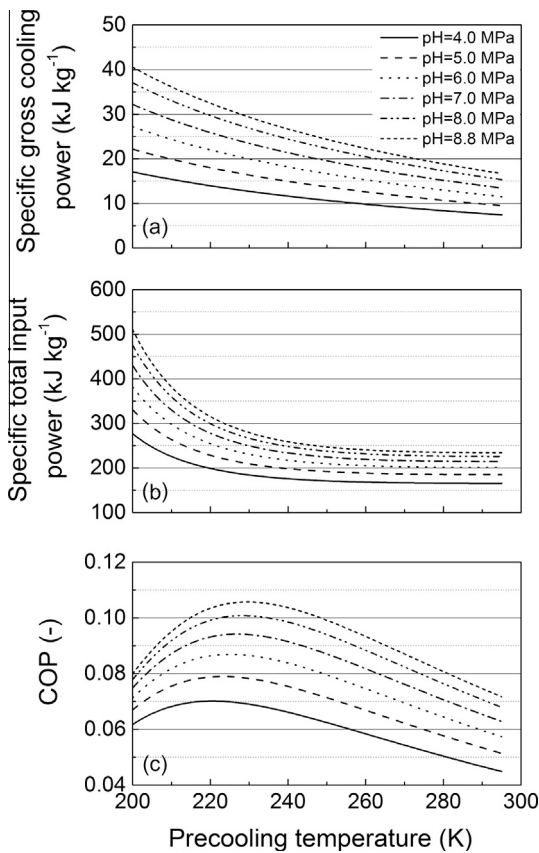 50
40
30
20
10
0
Specific gross cooling
power (kJ kg⁻¹)
pH=4.0 MPa
pH=5.0 MPa
pH=6.0 MPa
pH=7.0 MPa
pH=8.0 MPa
pH=8.8 MPa
(a)
600
500
400
300
200
100
Specific total input
power (kJ kg⁻¹)
(b)
0.12
0.10
0.08
0.06
0.04
COP (-)
(c)
200 220 240 260 280 300
Precooling temperature (K)